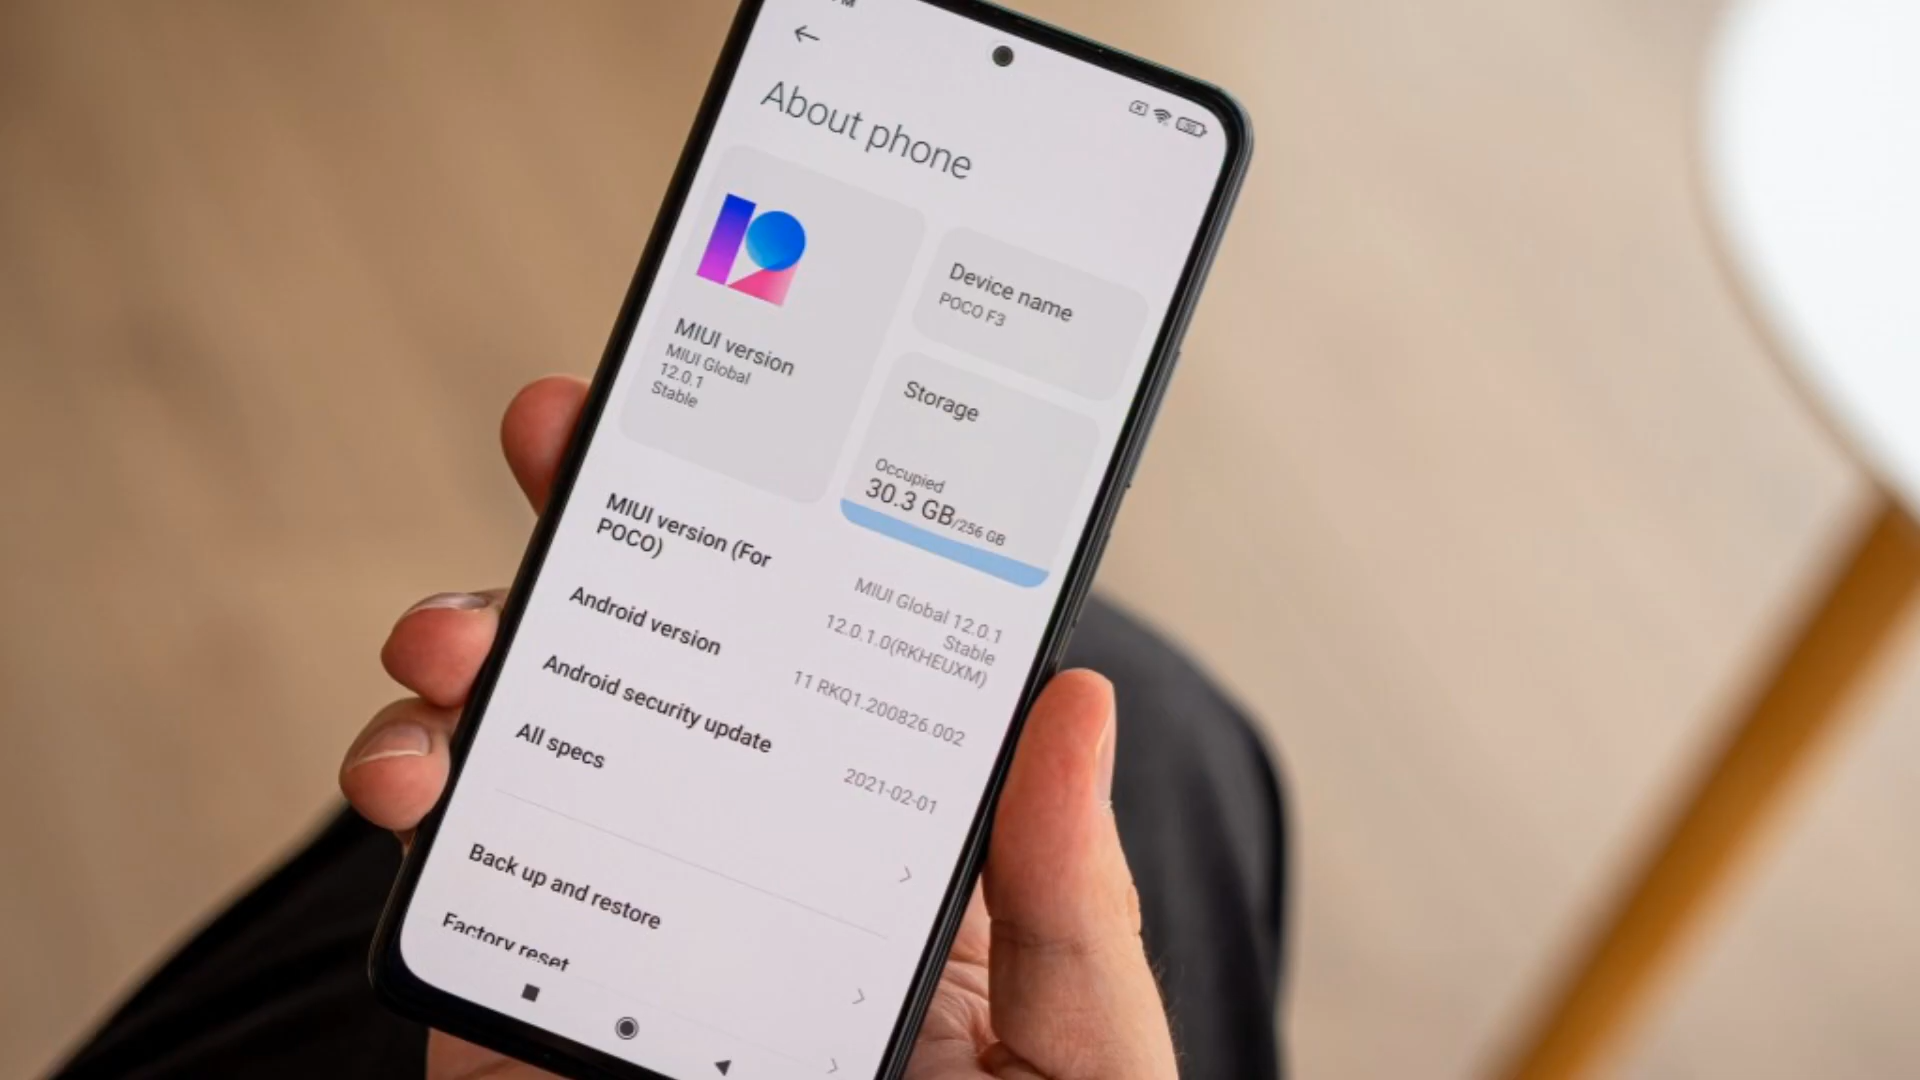 About phone
12
MIUI version
MIUI Global
12.0.1
Stable
Device name
POCO F3
Storage
Occupied
30.3 GB/256 GB
MIUI version (For
POCO)
MIUI Global 12.0.1
Stable
12.0.1.0(RKHEUXM)
Android version
11 RKQ1.200826.002
Android security update
2021-02-01
All specs
Back up and restore
Factory reset